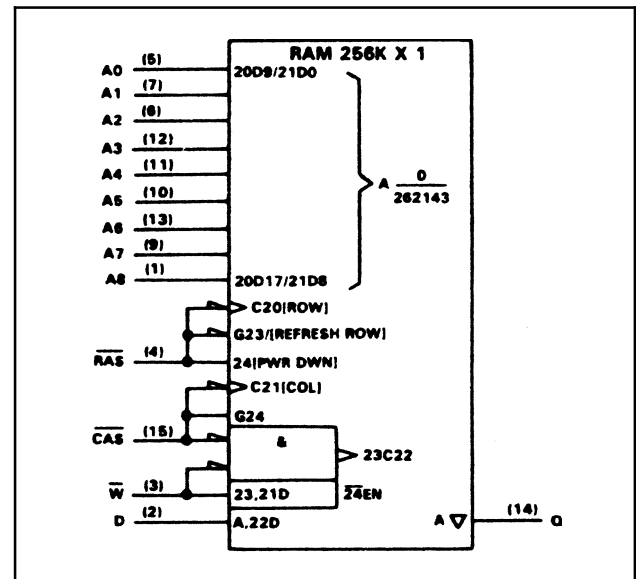 RAM 256K X 1
A0 (5) 20D9/21D0
A1 (7)
A2 (6)
A3 (12)
A4 (11)
A5 (10)
A6 (13)
A7 (9)
A8 (1) 20D17/21D8
A 0
262143
C20[ROW]
G23/[REFRESH ROW]
RAS (4) 24[PWR DWN]
C21[COL]
G24
CAS (15)
&
23C22
W (3) 23,21D 24EN
D (2) A,22D
A (14) Q